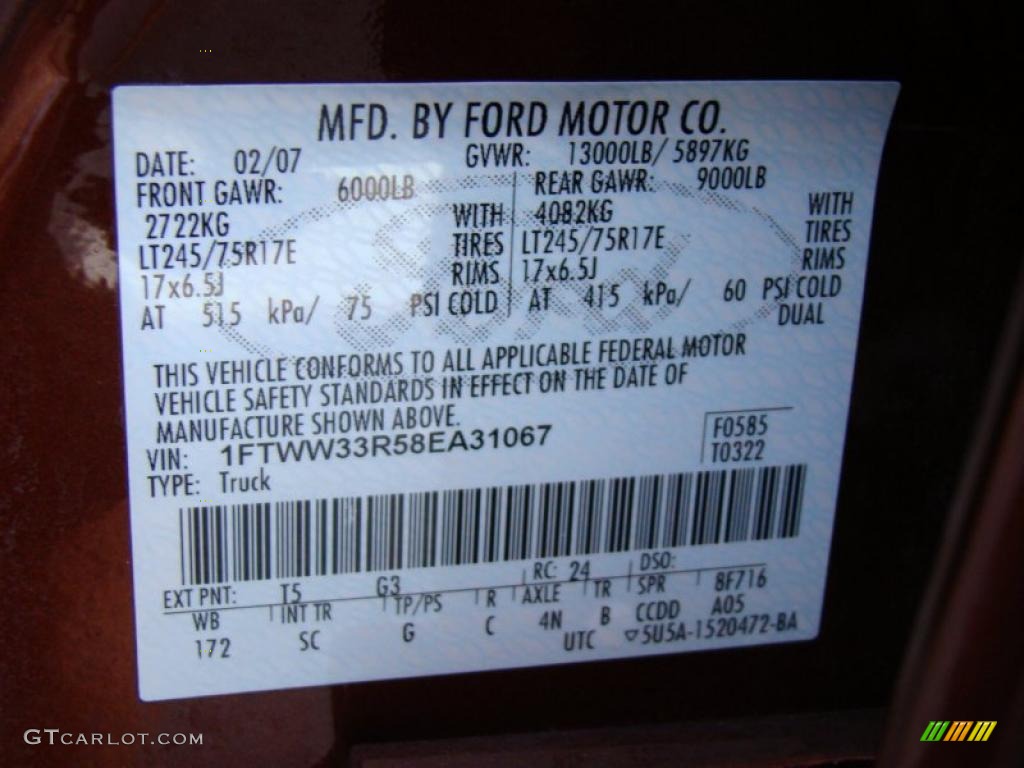 MFD. BY FORD MOTOR CO.
DATE: 02/07 GVWR: 13000LB/ 5897KG
FRONT GAWR: 6000LB REAR GAWR: 9000LB
2722KG WITH 4082KG WITH
LT245/75R17E TIRES LT245/75R17E TIRES
17x6.5J RIMS 17x6.5J RIMS
AT 515 kPa/ 75 PSI COLD AT 415 kPa/ 60 PSI COLD
DUAL
THIS VEHICLE CONFORMS TO ALL APPLICABLE FEDERAL MOTOR
VEHICLE SAFETY STANDARDS IN EFFECT ON THE DATE OF
MANUFACTURE SHOWN ABOVE.
VIN: 1FTWW33R58EA31067 F0585
TYPE: Truck T0322
EXT PNT: T5 G3 RC: 24 DSO:
WB INT TR TP/PS R AXLE TR SPR 8F716
172 SC G C 4N B CCDD A05
UTC ▽5U5A-1520472-BA
GTCARLOT.COM